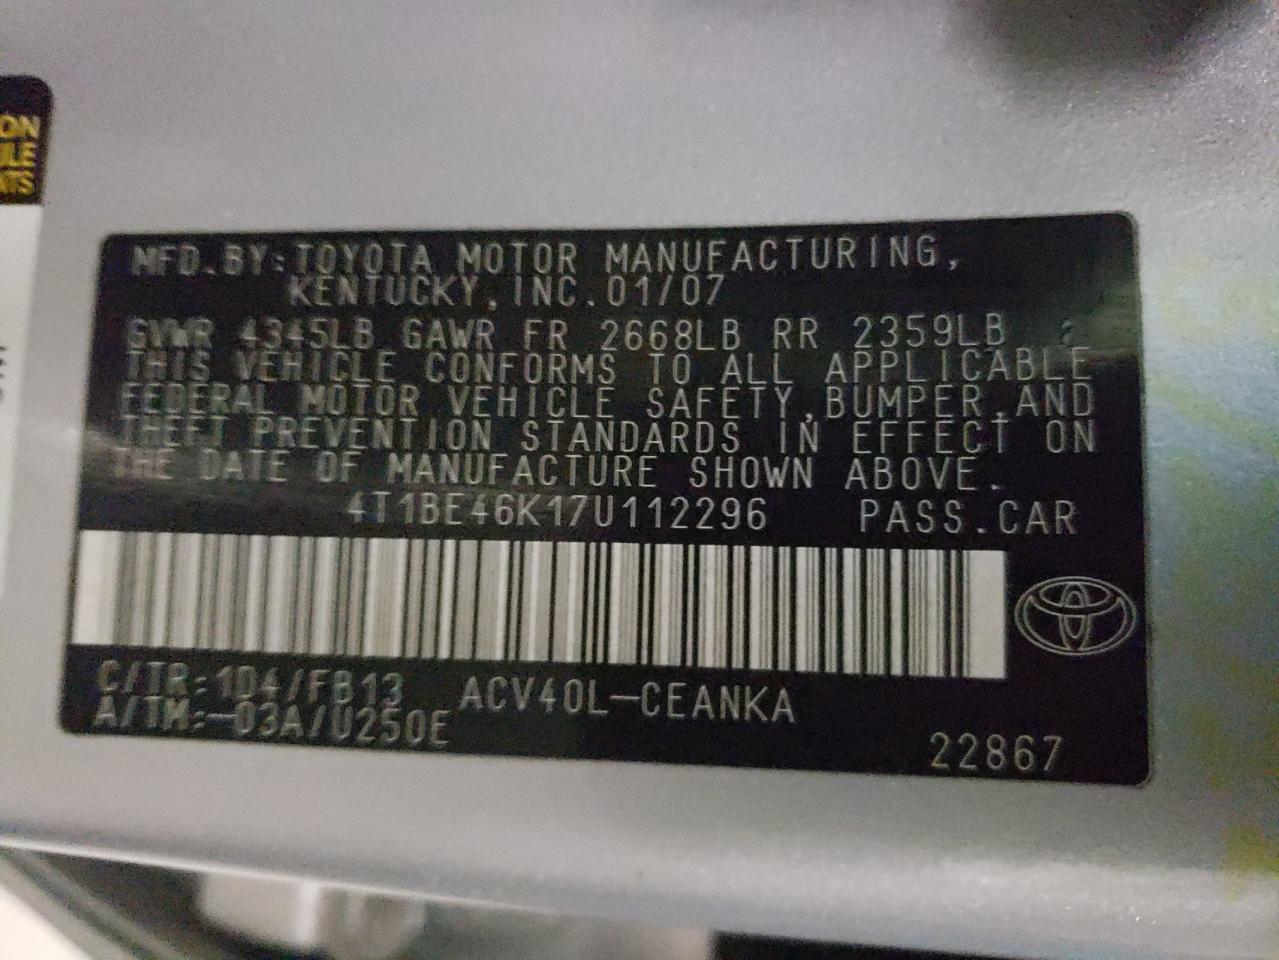 ON
MFD.BY:TOYOTA MOTOR MANUFACTURING,
KENTUCKY,INC.01/07
GVWR 4345LB GAWR FR 2668LB RR 2359LB
THIS VEHICLE CONFORMS TO ALL APPLICABLE
FEDERAL MOTOR VEHICLE SAFETY,BUMPER,AND
THEFT PREVENTION STANDARDS IN EFFECT ON
THE DATE OF MANUFACTURE SHOWN ABOVE.
4T1BE46K17U112296 PASS.CAR
C/TR:1D4/FB13 ACV40L-CEANKA
A/TM:-03A/U250E
22867